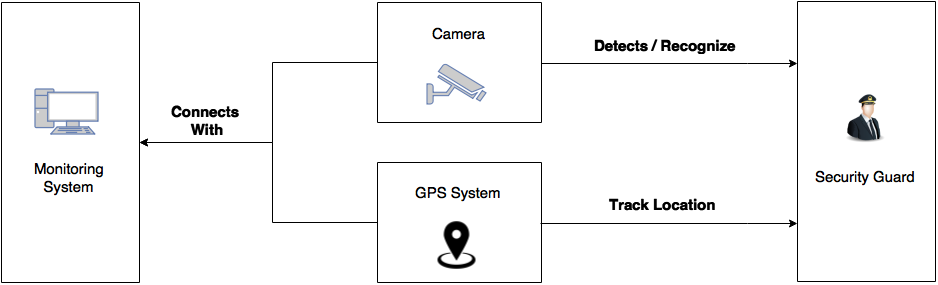 Camera
Detects / Recognize
Connects
With
Monitoring
System
Security Guard
GPS System
Track Location